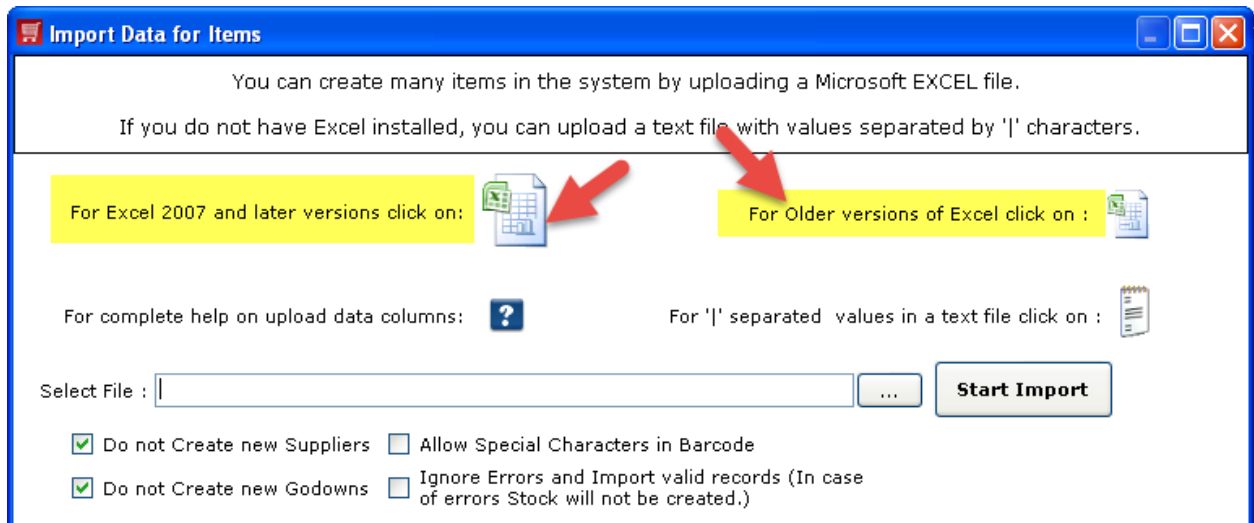 Import Data for Items
You can create many items in the system by uploading a Microsoft EXCEL file.
If you do not have Excel installed, you can upload a text file with values separated by '|' characters.
For Excel 2007 and later versions click on:
For Older versions of Excel click on :
For complete help on upload data columns:
?
For '|' separated values in a text file click on :
Select File :
...
Start Import
Do not Create new Suppliers
Allow Special Characters in Barcode
Do not Create new Godowns
Ignore Errors and Import valid records (In case
of errors Stock will not be created.)